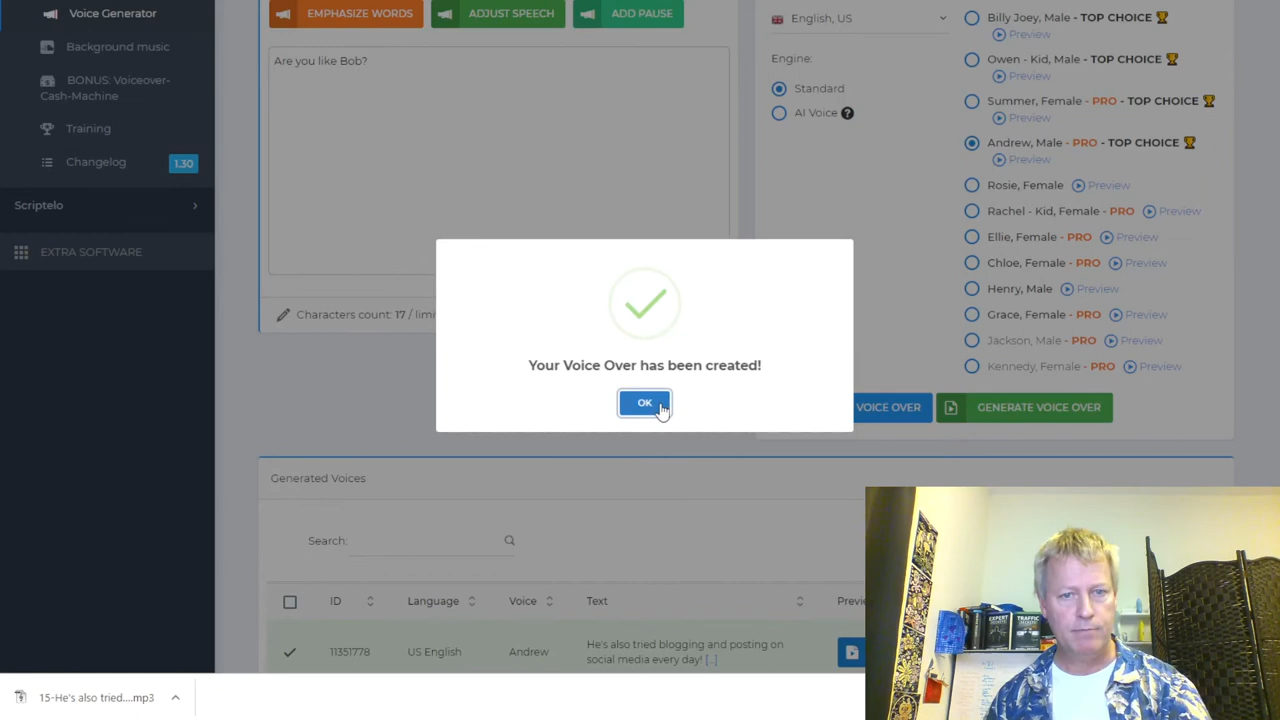 Voice Generator
Background music
BONUS: Voiceover-
Cash-Machine
Training
Changelog
1.30
Scriptelo
EXTRA SOFTWARE
EMPHASIZE WORDS
ADJUST SPEECH
ADD PAUSE
Are you like Bob?
Characters count: 17 / lim
English, US
Engine:
Standard
AI Voice ?
Billy Joey, Male - TOP CHOICE
Preview
Owen - Kid, Male - TOP CHOICE
Preview
Summer, Female - PRO - TOP CHOICE
Preview
Andrew, Male - PRO - TOP CHOICE
Preview
Rosie, Female Preview
Rachel - Kid, Female - PRO Preview
Ellie, Female - PRO Preview
Chloe, Female - PRO Preview
Henry, Male Preview
Grace, Female - PRO Preview
Jackson, Male - PRO Preview
Kennedy, Female - PRO Preview
VOICE OVER
GENERATE VOICE OVER
Your Voice Over has been created!
OK
Generated Voices
Search:
ID Language Voice Text Previe
11351778 US English Andrew He's also tried blogging and posting on
social media every day! [...]
EXPERT
TRAFFIC
15-He's also tried....mp3